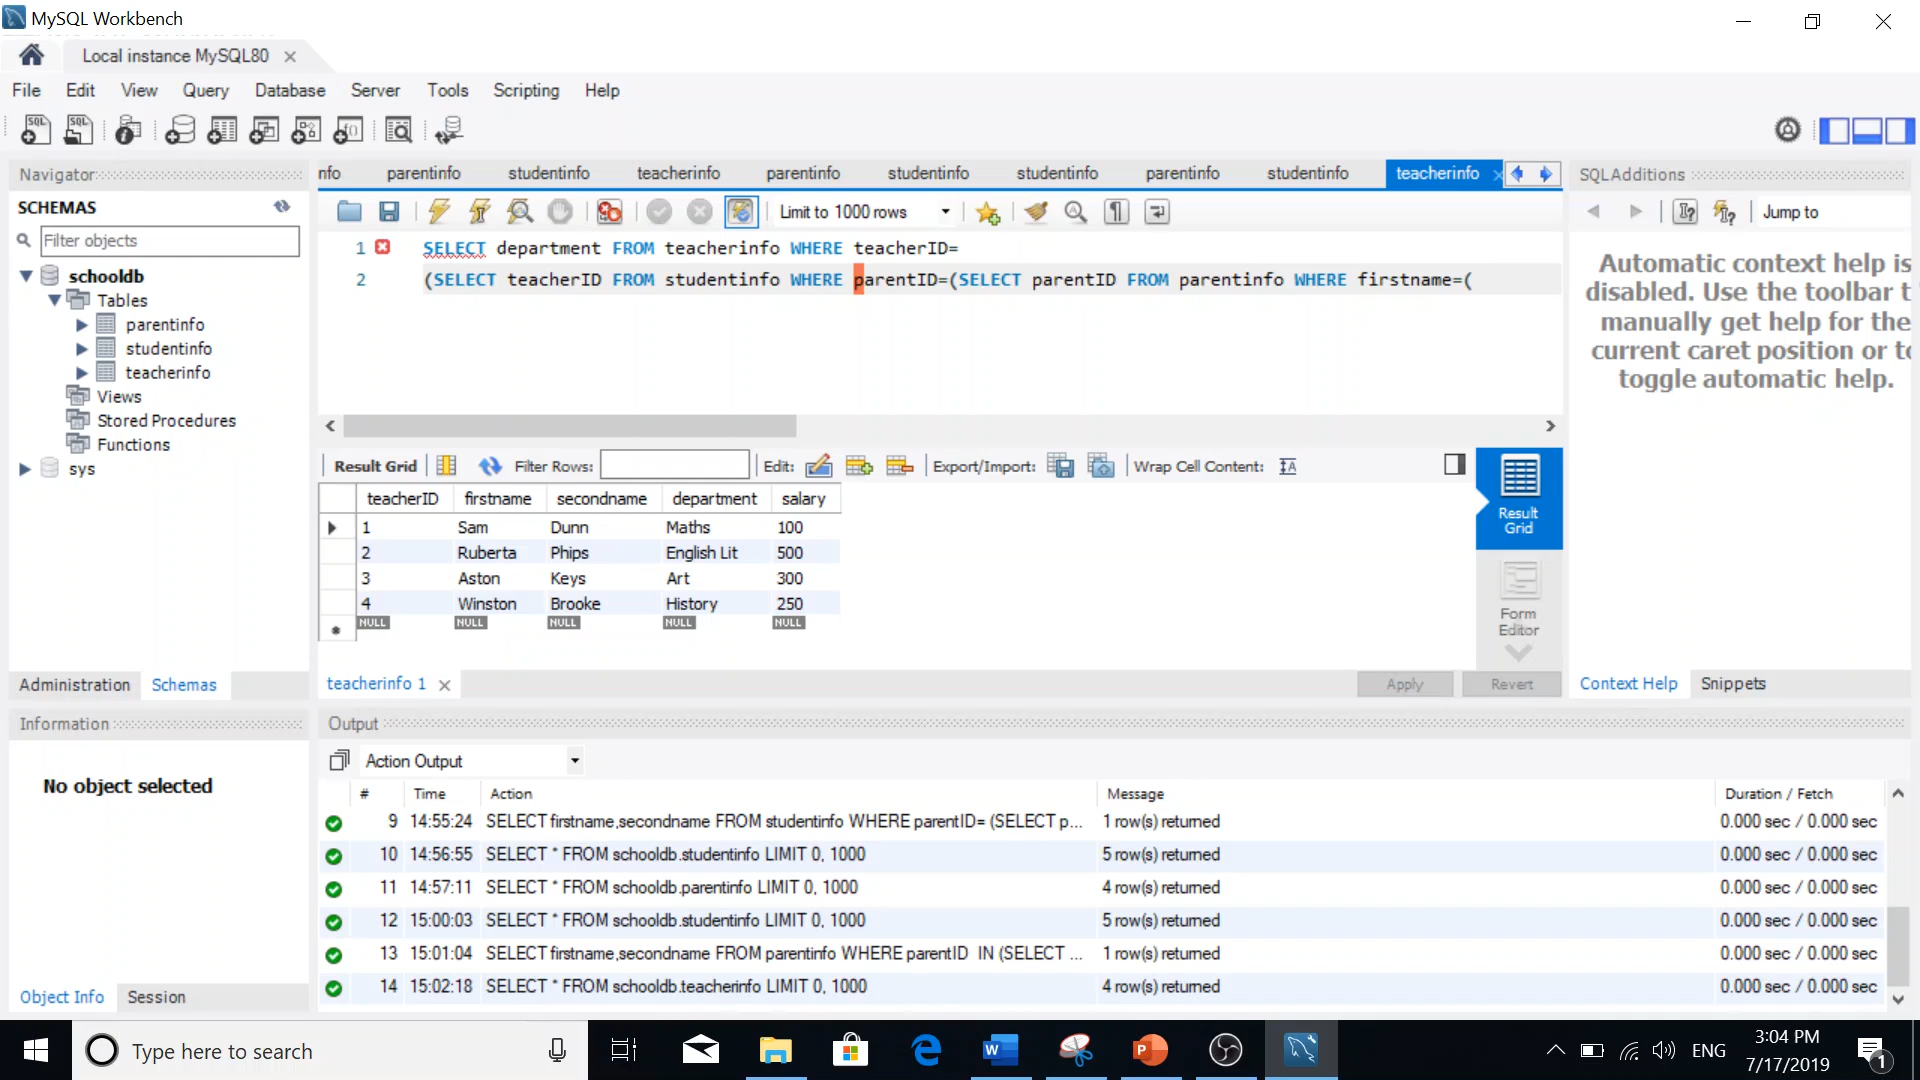 MySQL Workbench
Local instance MySQL80
File Edit View Query Database Server Tools Scripting Help
Navigator
SCHEMAS
Filter objects
schooldb
Tables
parentinfo
studentinfo
teacherinfo
Views
Stored Procedures
Functions
sys
Administration Schemas
Information
No object selected
Object Info Session
nfo parentinfo studentinfo teacherinfo parentinfo studentinfo studentinfo parentinfo studentinfo teacherinfo
Limit to 1000 rows
1 SELECT department FROM teacherinfo WHERE teacherID=
2 (SELECT teacherID FROM studentinfo WHERE parentID=(SELECT parentID FROM parentinfo WHERE firstname=(
Result Grid Filter Rows: Edit: Export/Import: Wrap Cell Content:
teacherID firstname secondname department salary
1 Sam Dunn Maths 100
2 Ruberta Phips English Lit 500
3 Aston Keys Art 300
4 Winston Brooke History 250
NULL NULL NULL NULL NULL
Result
Grid
Form
Editor
teacherinfo 1
Apply Revert
SQLAdditions
Jump to
Automatic context help is
disabled. Use the toolbar t
manually get help for the
current caret position or to
toggle automatic help.
Context Help Snippets
Output
Action Output
# Time Action Message Duration / Fetch
9 14:55:24 SELECT firstname,secondname FROM studentinfo WHERE parentID= (SELECT p... 1 row(s) returned 0.000 sec / 0.000 sec
10 14:56:55 SELECT * FROM schooldb.studentinfo LIMIT 0, 1000 5 row(s) returned 0.000 sec / 0.000 sec
11 14:57:11 SELECT * FROM schooldb.parentinfo LIMIT 0, 1000 4 row(s) returned 0.000 sec / 0.000 sec
12 15:00:03 SELECT * FROM schooldb.studentinfo LIMIT 0, 1000 5 row(s) returned 0.000 sec / 0.000 sec
13 15:01:04 SELECT firstname,secondname FROM parentinfo WHERE parentID IN (SELECT ... 1 row(s) returned 0.000 sec / 0.000 sec
14 15:02:18 SELECT * FROM schooldb.teacherinfo LIMIT 0, 1000 4 row(s) returned 0.000 sec / 0.000 sec
Type here to search
ENG
3:04 PM
7/17/2019
1